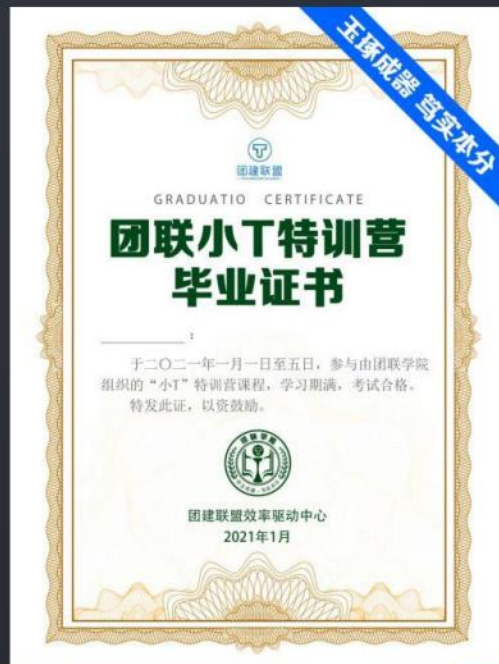 玉琢成器 笃实本分
团建联盟
GRADUATIO CERTIFICATE
团联小T特训营
毕业证书
:
于二〇二一年一月一日至五日，参与由团联学院
组织的“小T”特训营课程，学习期满，考试合格。
特发此证，以资鼓励。
团联学院
团建联盟效率驱动中心
2021年1月